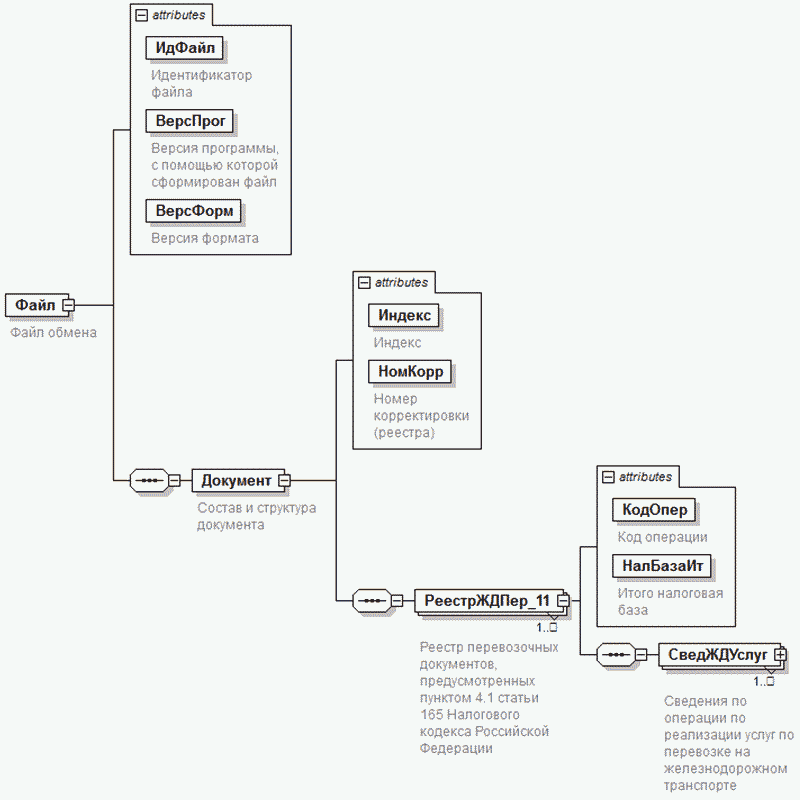 attributes
ИдФайл
Идентификатор
файла
ВерсПрог
Версия программы,
с помощью которой
сформирован файл
ВерсФорм
Версия формата
Файл
Файл обмена
attributes
Индекс
Индекс
НомКорр
Номер
корректировки
(реестра)
Документ
Состав и структура
документа
attributes
КодОпер
Код операции
НалБазаИт
Итого налоговая
база
РеестрЖДПер_11
1..□
Реестр перевозочных
документов,
предусмотренных
пунктом 4.1 статьи
165 Налогового
кодекса Российской
Федерации
СведЖДУслуг
1..□
Сведения по
операции по
реализации услуг по
перевозке на
железнодорожном
транспорте